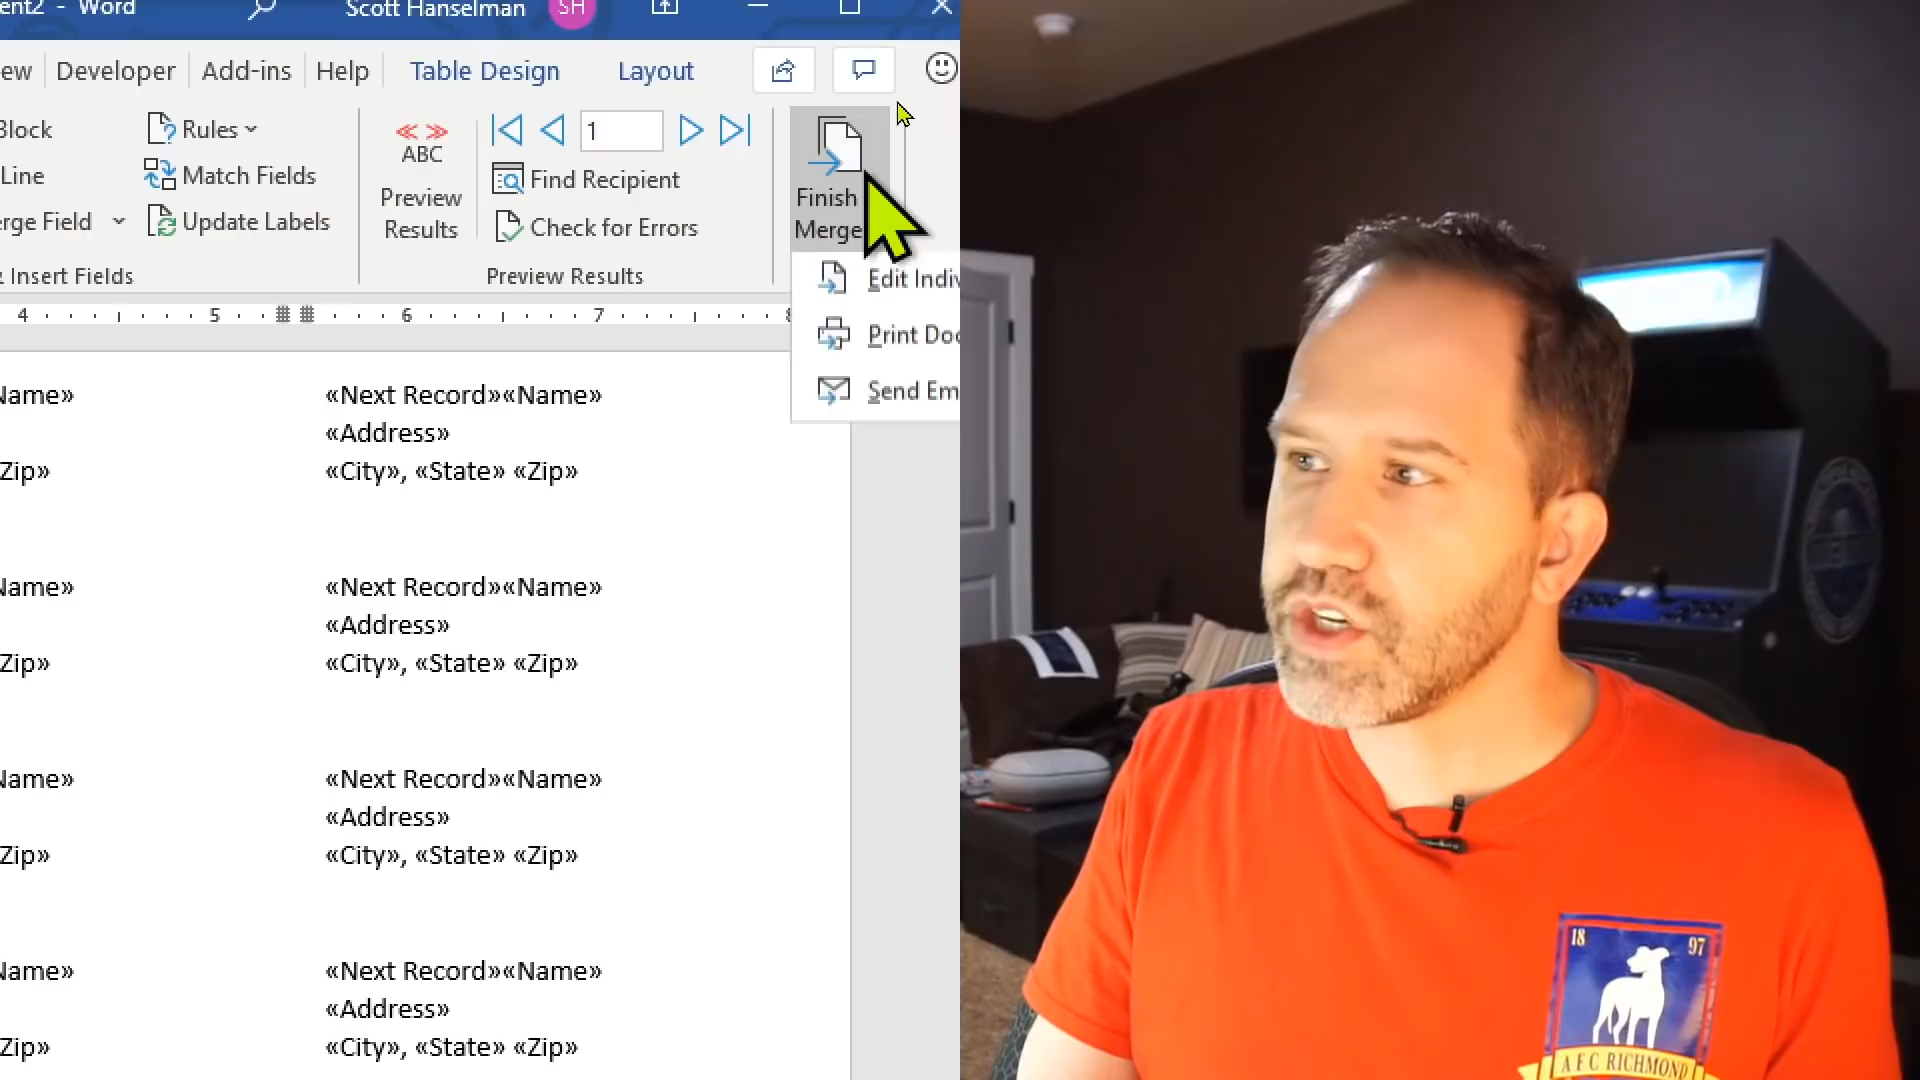 ent2 - Word
Scott Hanselman
SH
ew
Developer
Add-ins
Help
Table Design
Layout
Block
Line
rge Field
Rules
Match Fields
Update Labels
& Insert Fields
ABC
Preview
Results
1
Find Recipient
Check for Errors
Preview Results
Finish
Merge
Edit Indiv
Print Doc
Send Em
4 5 6 7 8
Name» «Next Record»«Name»
«Address»
Zip» «City», «State» «Zip»
Name» «Next Record»«Name»
«Address»
Zip» «City», «State» «Zip»
Name» «Next Record»«Name»
«Address»
Zip» «City», «State» «Zip»
Name» «Next Record»«Name»
«Address»
Zip» «City», «State» «Zip»
18 97
AFC RICHMOND